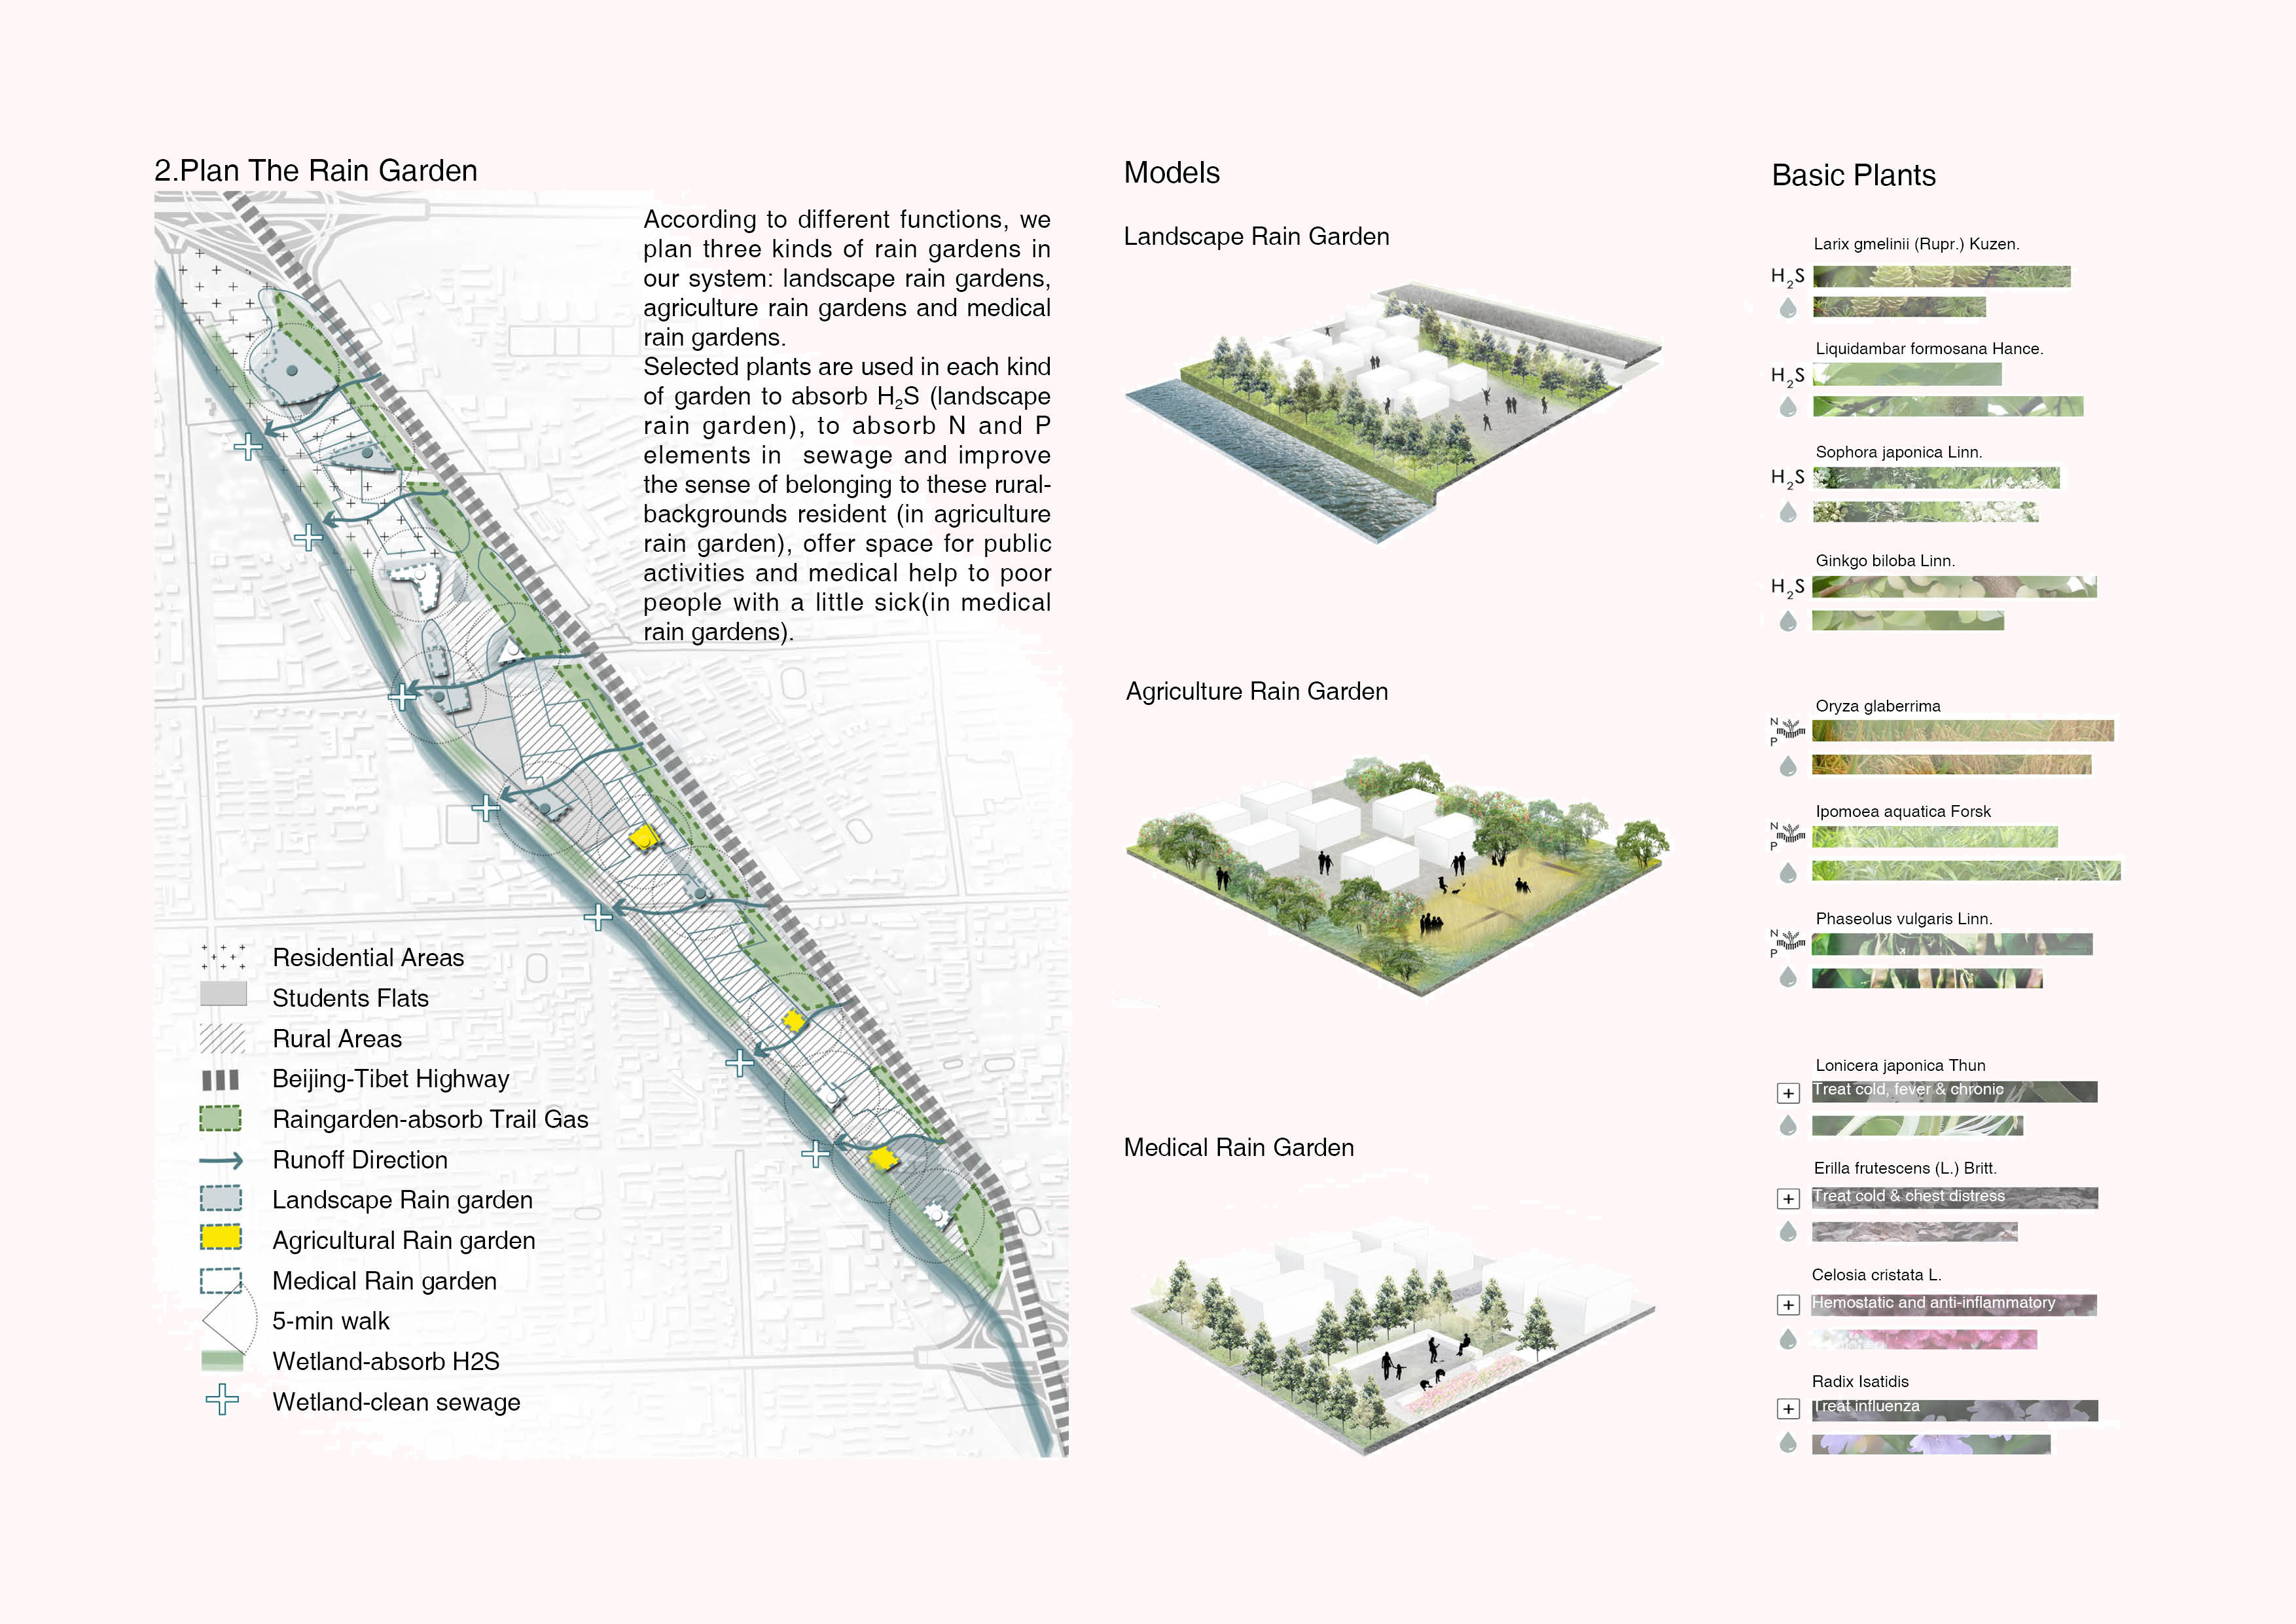 2.Plan The Rain Garden
According to different functions, we
plan three kinds of rain gardens in
our system: landscape rain gardens,
agriculture rain gardens and medical
rain gardens.
Selected plants are used in each kind
of garden to absorb H₂S (landscape
rain garden), to absorb N and P
elements in sewage and improve
the sense of belonging to these rural-
backgrounds resident (in agriculture
rain garden), offer space for public
activities and medical help to poor
people with a little sick(in medical
rain gardens).
Residential Areas
Students Flats
Rural Areas
Beijing-Tibet Highway
Raingarden-absorb Trail Gas
Runoff Direction
Landscape Rain garden
Agricultural Rain garden
Medical Rain garden
5-min walk
Wetland-absorb H2S
Wetland-clean sewage
Models
Landscape Rain Garden
Agriculture Rain Garden
Medical Rain Garden
Basic Plants
Larix gmelinii (Rupr.) Kuzen.
H₂S
Liquidambar formosana Hance.
H₂S
Sophora japonica Linn.
H₂S
Ginkgo biloba Linn.
H₂S
Oryza glaberrima
N
P
Ipomoea aquatica Forsk
N
P
Phaseolus vulgaris Linn.
N
P
Lonicera japonica Thun
Treat cold, fever & chronic
Erilla frutescens (L.) Britt.
Treat cold & chest distress
Celosia cristata L.
Hemostatic and anti-inflammatory
Radix Isatidis
Treat influenza